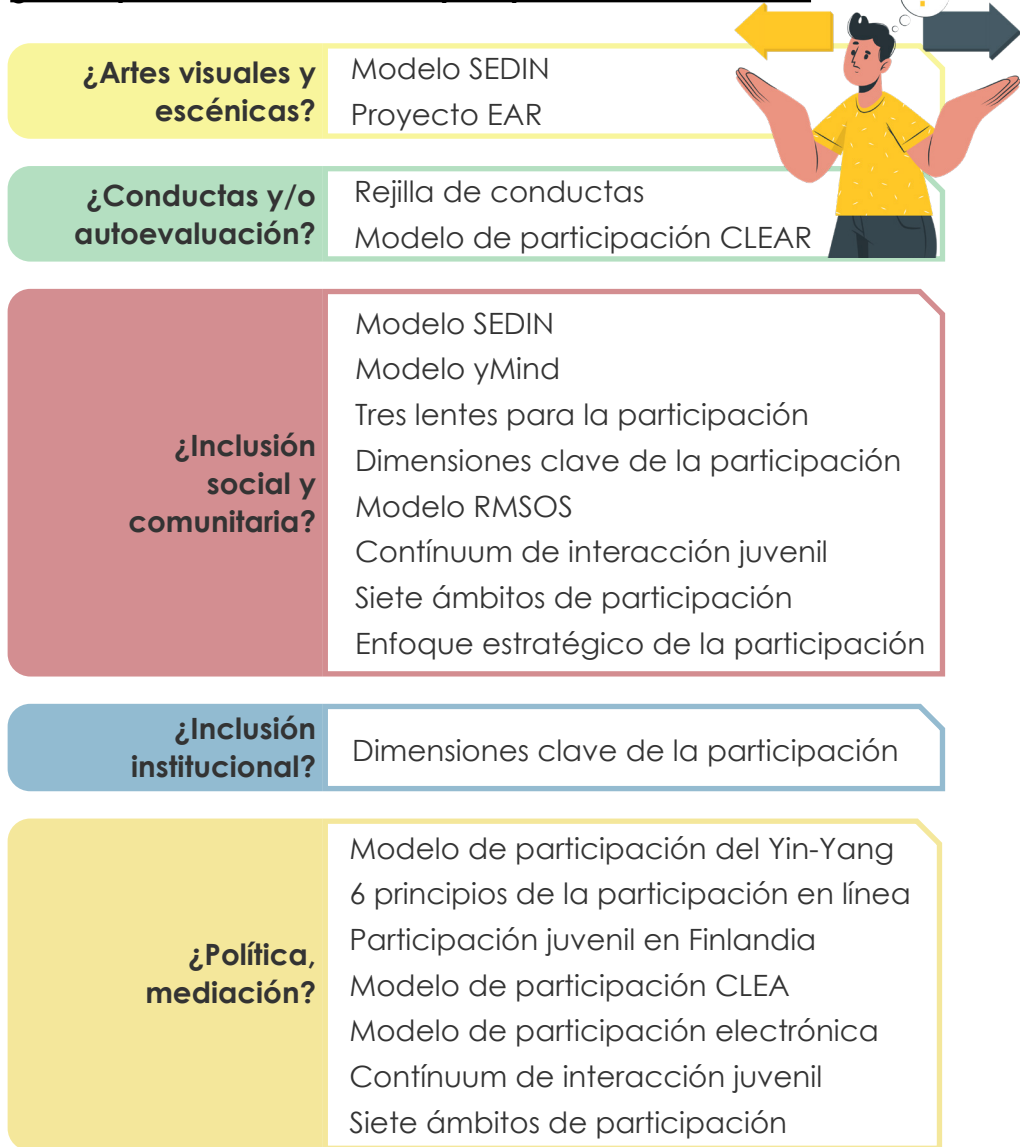 ¿Artes visuales y
escénicas?
Modelo SEDIN
Proyecto EAR
¿Conductas y/o
autoevaluación?
Rejilla de conductas
Modelo de participación CLEAR
¿Inclusión
social y
comunitaria?
Modelo SEDIN
Modelo yMind
Tres lentes para la participación
Dimensiones clave de la participación
Modelo RMSOS
Contínuum de interacción juvenil
Siete ámbitos de participación
Enfoque estratégico de la participación
¿Inclusión
institucional?
Dimensiones clave de la participación
¿Política,
mediación?
Modelo de participación del Yin-Yang
6 principios de la participación en línea
Participación juvenil en Finlandia
Modelo de participación CLEA
Modelo de participación electrónica
Contínuum de interacción juvenil
Siete ámbitos de participación